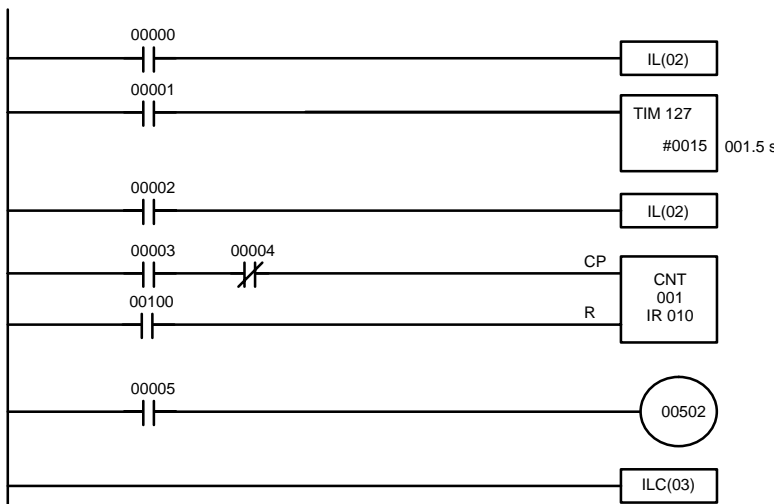 00000
IL(02)
00001
TIM 127
#0015 001.5 s
00002
IL(02)
00003 00004
CP
CNT
001
IR 010
00100
R
00005
00502
ILC(03)